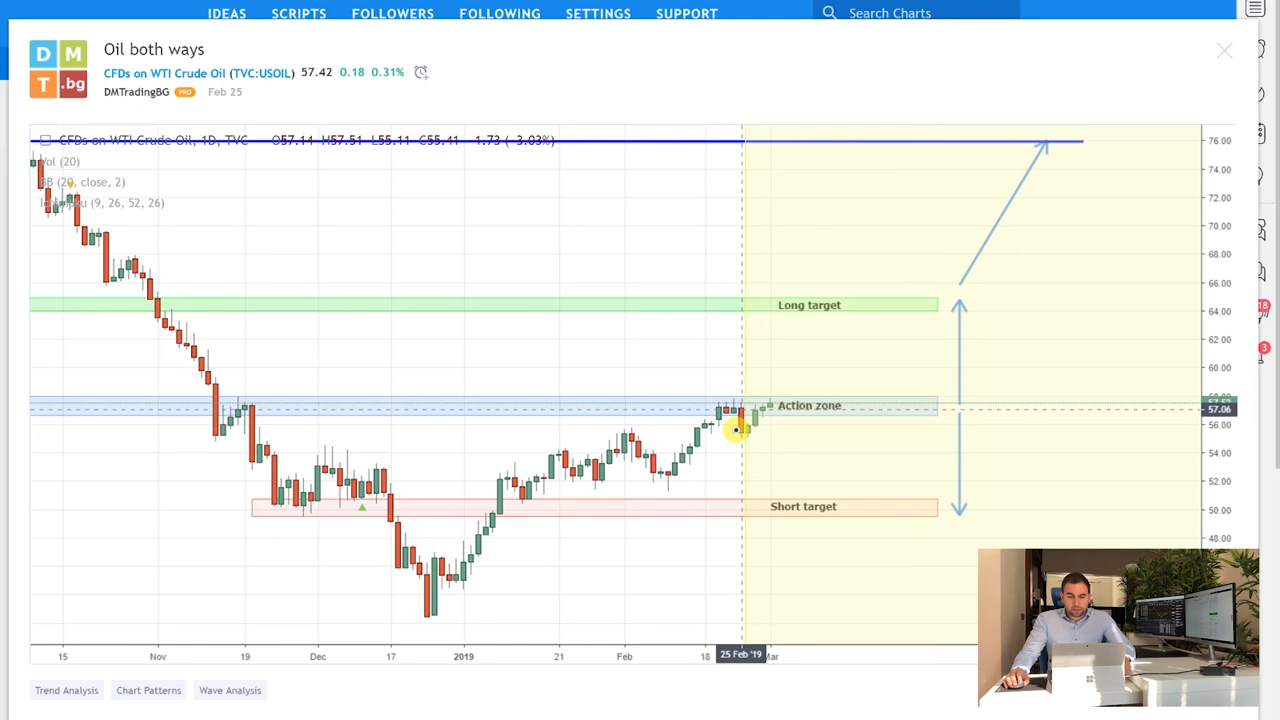 IDEAS SCRIPTS FOLLOWERS FOLLOWING SETTINGS SUPPORT Search Charts
D M T .bg
Oil both ways
CFDs on WTI Crude Oil (TVC:USOIL) 57.42 0.18 0.31%
DMTradingBG PRO Feb 25
CFDs on WTI Crude Oil, 1D, TVC O57.14 H57.51 L55.11 C55.41 -1.73 (-3.03%)
Vol (20)
BB (20, close, 2)
Ichimoku (9, 26, 52, 26)
76.00
74.00
72.00
70.00
68.00
66.00
Long target
64.00
62.00
60.00
Action zone
57.06
56.00
54.00
52.00
Short target
50.00
48.00
18
3
15 Nov 19 Dec 17 2019 21 Feb 18 25 Feb '19 Mar
Trend Analysis Chart Patterns Wave Analysis